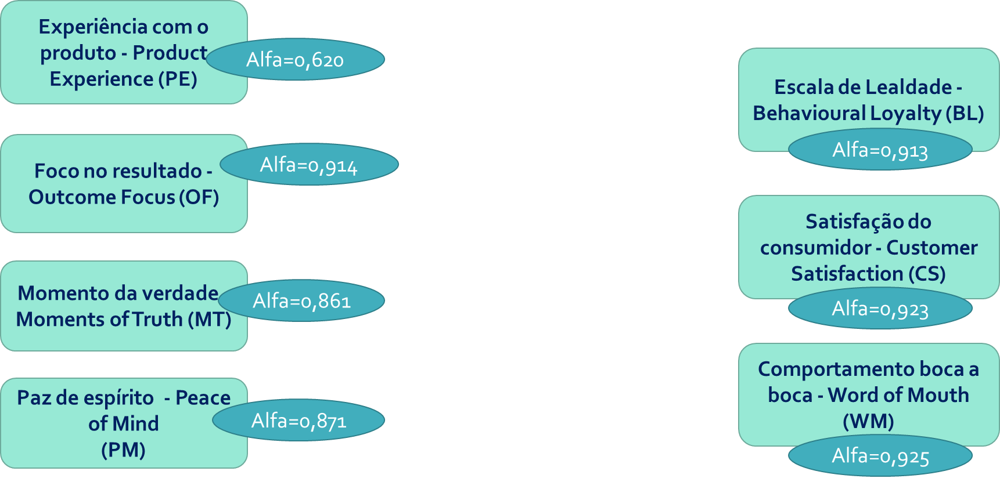 Experiência com o
produto - Product
Experience (PE)
Alfa=0,620
Foco no resultado -
Outcome Focus (OF)
Alfa=0,914
Momento da verdade
Moments of Truth (MT)
Alfa=0,861
Paz de espírito - Peace
of Mind
(PM)
Alfa=0,871
Escala de Lealdade -
Behavioural Loyalty (BL)
Alfa=0,913
Satisfação do
consumidor - Customer
Satisfaction (CS)
Alfa=0,923
Comportamento boca a
boca - Word of Mouth
(WM)
Alfa=0,925